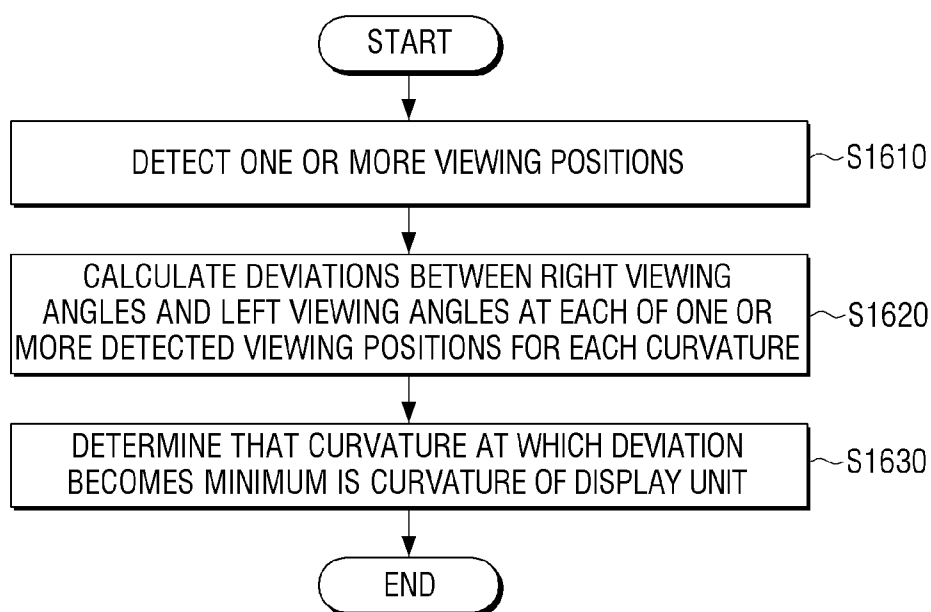 START
DETECT ONE OR MORE VIEWING POSITIONS
S1610
CALCULATE DEVIATIONS BETWEEN RIGHT VIEWING
ANGLES AND LEFT VIEWING ANGLES AT EACH OF ONE OR
MORE DETECTED VIEWING POSITIONS FOR EACH CURVATURE
S1620
DETERMINE THAT CURVATURE AT WHICH DEVIATION
BECOMES MINIMUM IS CURVATURE OF DISPLAY UNIT
S1630
END